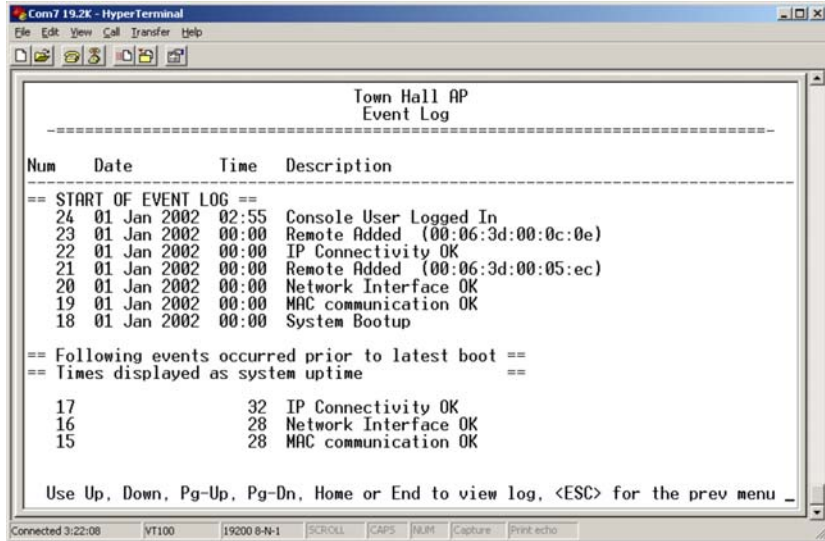 Com7 19.2K - HyperTerminal
File Edit View Call Transfer Help
Town Hall AP
Event Log
-==========================================================================-
Num Date Time Description
--------------------------------------------------------------------------------
== START OF EVENT LOG ==
24 01 Jan 2002 02:55 Console User Logged In
23 01 Jan 2002 00:00 Remote Added (00:06:3d:00:0c:0e)
22 01 Jan 2002 00:00 IP Connectivity OK
21 01 Jan 2002 00:00 Remote Added (00:06:3d:00:05:ec)
20 01 Jan 2002 00:00 Network Interface OK
19 01 Jan 2002 00:00 MAC communication OK
18 01 Jan 2002 00:00 System Bootup
== Following events occurred prior to latest boot ==
== Times displayed as system uptime ==
17 32 IP Connectivity OK
16 28 Network Interface OK
15 28 MAC communication OK
Use Up, Down, Pg-Up, Pg-Dn, Home or End to view log, <ESC> for the prev menu _
Connected 3:22:08 VT100 19200 8-N-1 SCROLL CAPS NUM Capture Print echo